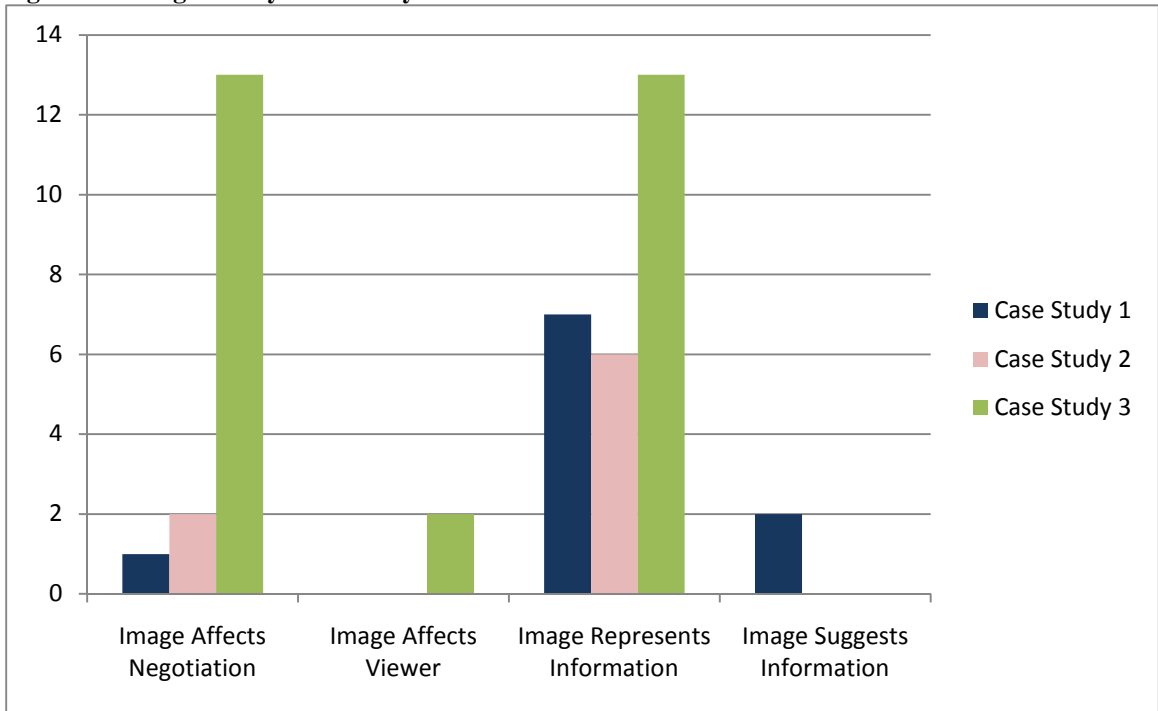 14
12
10
8
6
4
2
0
Image Affects
Negotiation
Image Affects
Viewer
Image Represents
Information
Image Suggests
Information
Case Study 1
Case Study 2
Case Study 3